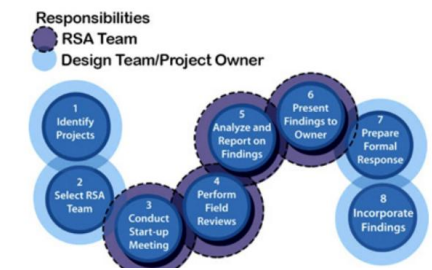 Responsibilities
RSA Team
Design Team/Project Owner
1
Identify
Projects
2
Select RSA
Team
3
Conduct
Start-up
Meeting
4
Perform
Field
Reviews
5
Analyze and
Report on
Findings
6
Present
Findings to
Owner
7
Prepare
Formal
Response
8
Incorporate
Findings